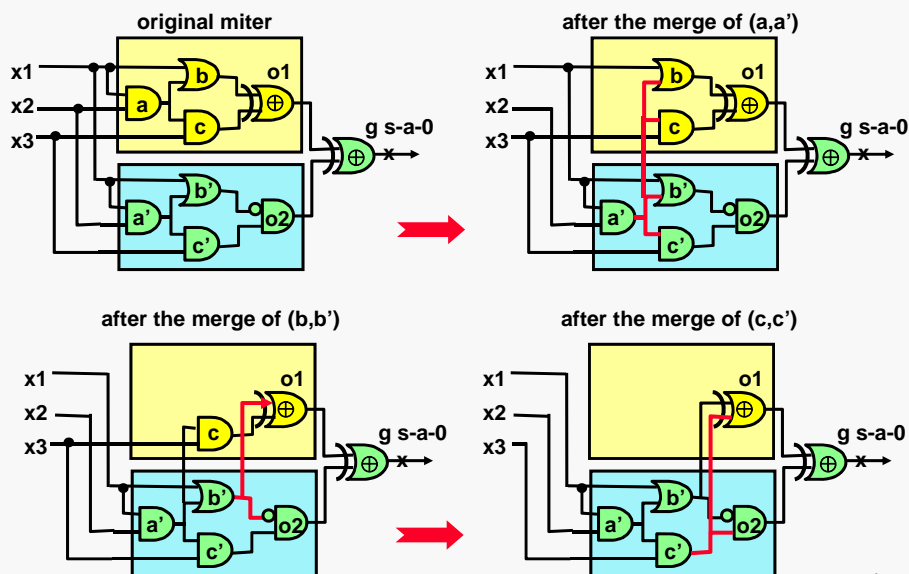 original miter
x1
x2
x3
a
b
c
o1
⊕
g s-a-0
⊕
x
a’
b’
c’
o2
after the merge of (a,a’)
x1
x2
x3
b
c
o1
⊕
g s-a-0
⊕
x
a’
b’
c’
o2
after the merge of (b,b’)
x1
x2
x3
c
o1
⊕
g s-a-0
⊕
x
a’
b’
c’
o2
after the merge of (c,c’)
x1
x2
x3
o1
⊕
g s-a-0
⊕
x
a’
b’
c’
o2